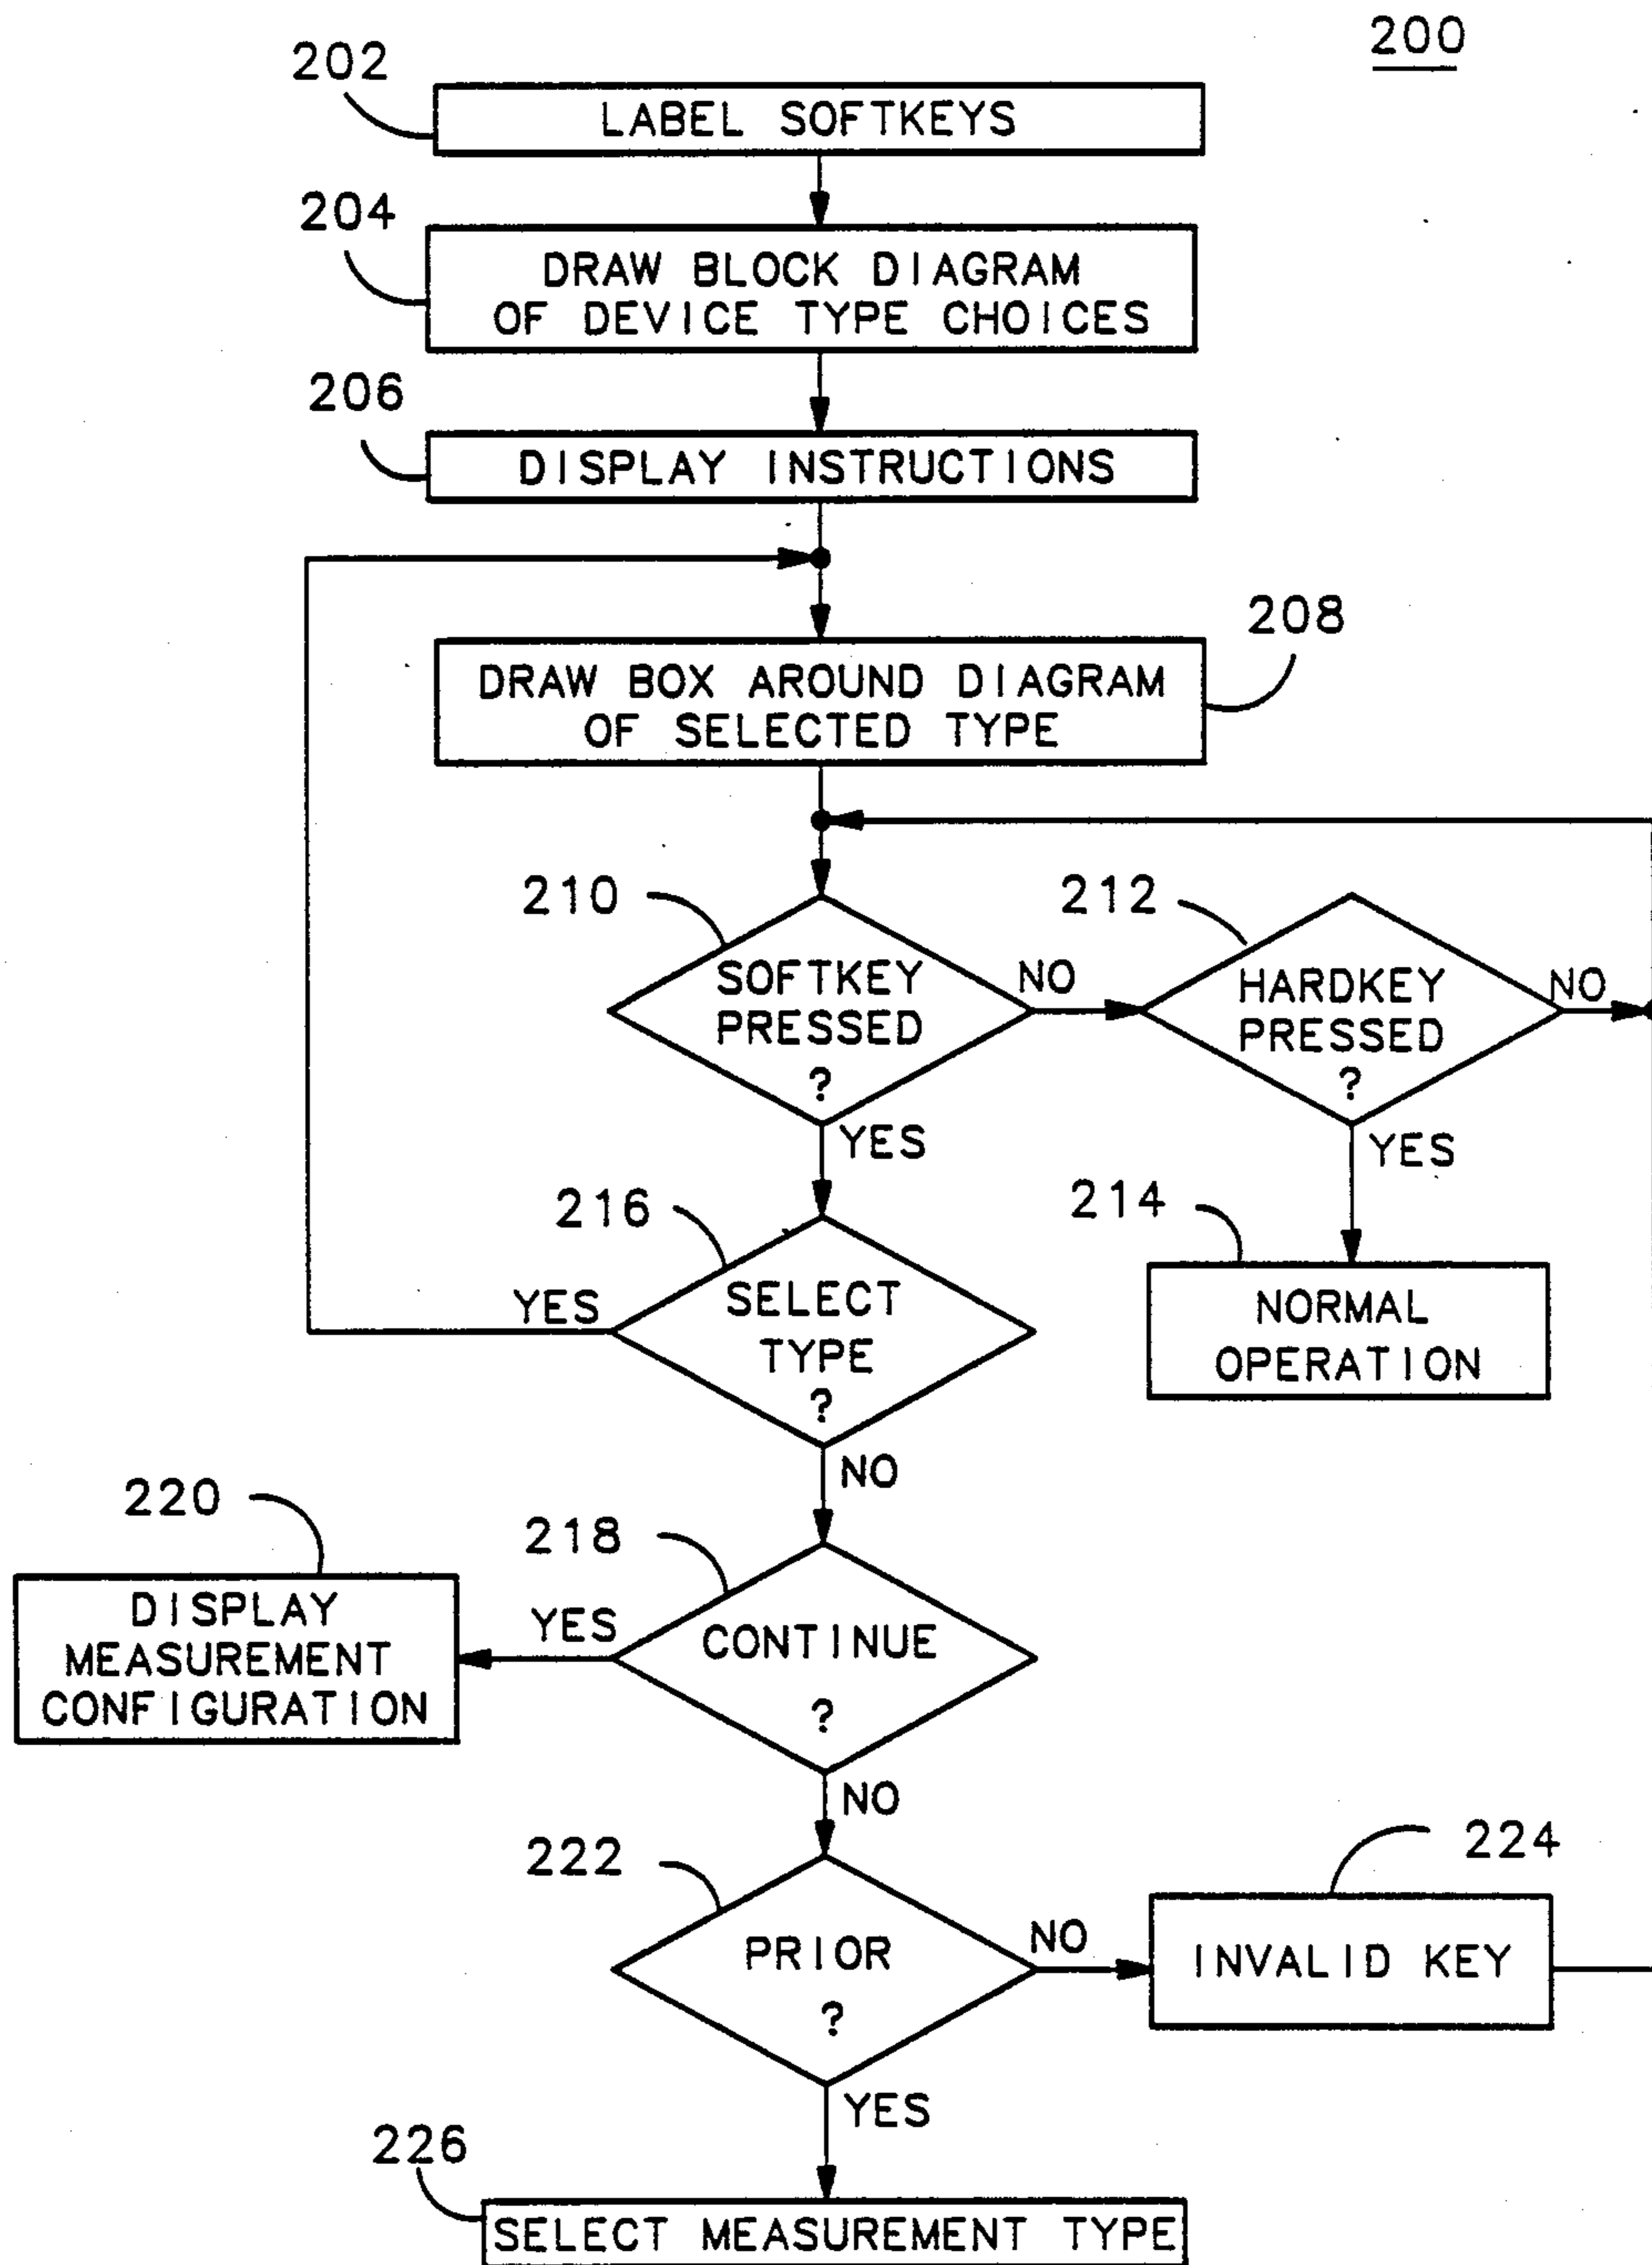 200
202
LABEL SOFTKEYS
204
DRAW BLOCK DIAGRAM
OF DEVICE TYPE CHOICES
206
DISPLAY INSTRUCTIONS
208
DRAW BOX AROUND DIAGRAM
OF SELECTED TYPE
210
SOFTKEY
PRESSED
?
NO
YES
212
HARDKEY
PRESSED
?
NO
YES
214
NORMAL
OPERATION
216
SELECT
TYPE
?
YES
NO
218
CONTINUE
?
YES
NO
220
DISPLAY
MEASUREMENT
CONFIGURATION
222
PRIOR
?
NO
YES
224
INVALID KEY
226
SELECT MEASUREMENT TYPE